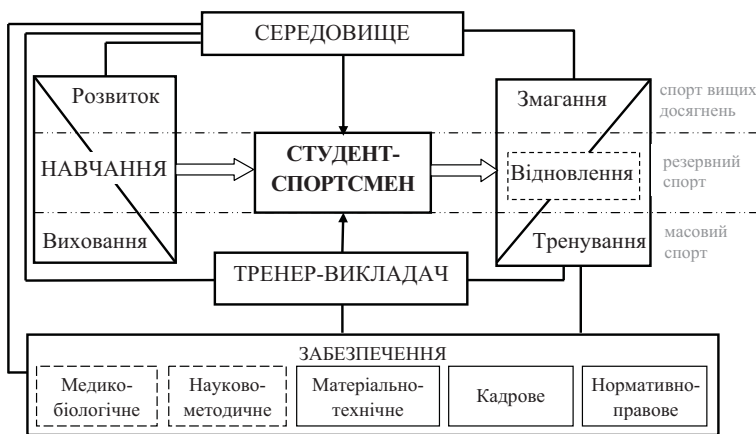 СЕРЕДОВИЩЕ
Розвиток
НАВЧАННЯ
Виховання
СТУДЕНТ-
СПОРТСМЕН
Змагання
Відновлення
Тренування
спорт вищих
досягнень
резервний
спорт
масовий
спорт
ТРЕНЕР-ВИКЛАДАЧ
ЗАБЕЗПЕЧЕННЯ
Медико-
біологічне
Науково-
методичне
Матеріально-
технічне
Кадрове
Нормативно-
правове